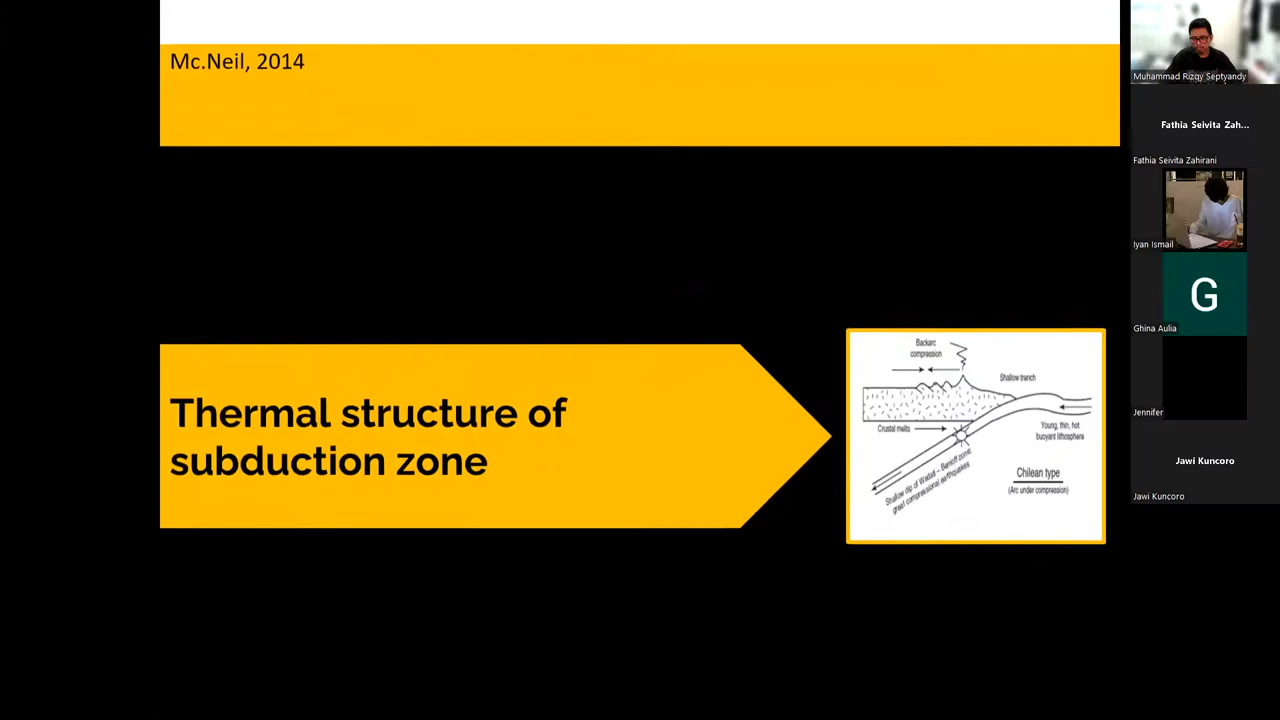 Mc.Neil, 2014
Thermal structure of
subduction zone
Backarc
compression
Shallow trench
Crustal melts
Young, thin, hot
buoyant lithosphere
Shallow dip of Wadati – Benioff zone:
great compressional earthquakes
Chilean type
(Arc under compression)
Muhammad Rizqy Septyandy
Fathia Seivita Zah...
Fathia Seivita Zahirani
Iyan Ismail
G
Ghina Aulia
Jennifer
Jawi Kuncoro
Jawi Kuncoro